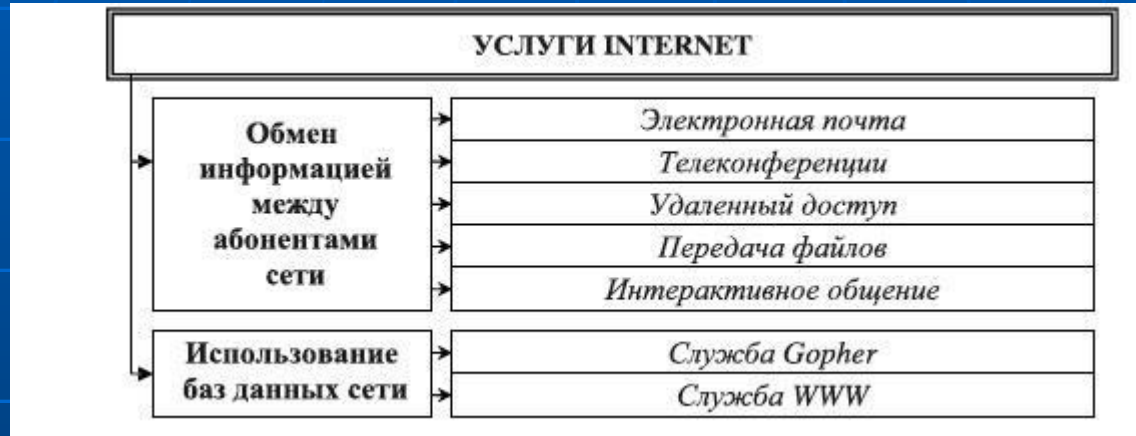 УСЛУГИ INTERNET
Обмен
информацией
между
абонентами
сети
Электронная почта
Телеконференции
Удаленный доступ
Передача файлов
Интерактивное общение
Использование
баз данных сети
Служба Gopher
Служба WWW